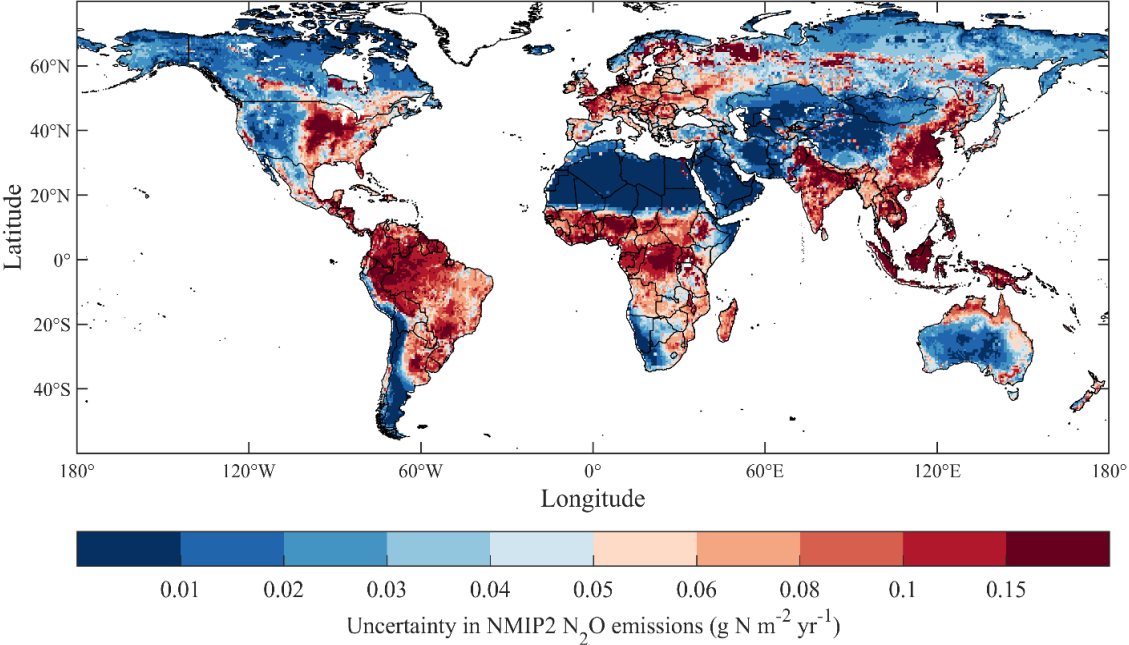 60°N
40°N
20°N
0°
20°S
40°S
Latitude
180°
120°W
60°W
0°
60°E
120°E
180°
Longitude
0.01
0.02
0.03
0.04
0.05
0.06
0.08
0.1
0.15
Uncertainty in NMIP2 N₂O emissions (g N m⁻² yr⁻¹)